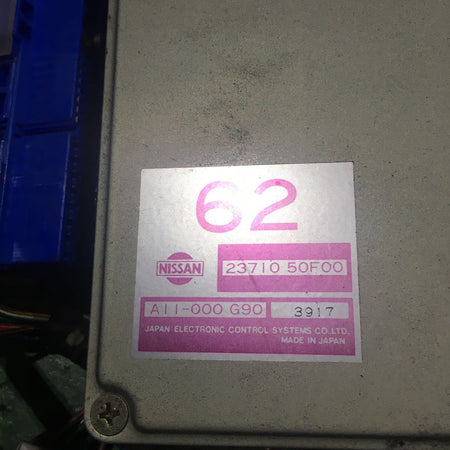 62
NISSAN
23710 50F00
A11-000 G90
3917
JAPAN ELECTRONIC CONTROL SYSTEMS CO.,LTD.
MADE IN JAPAN